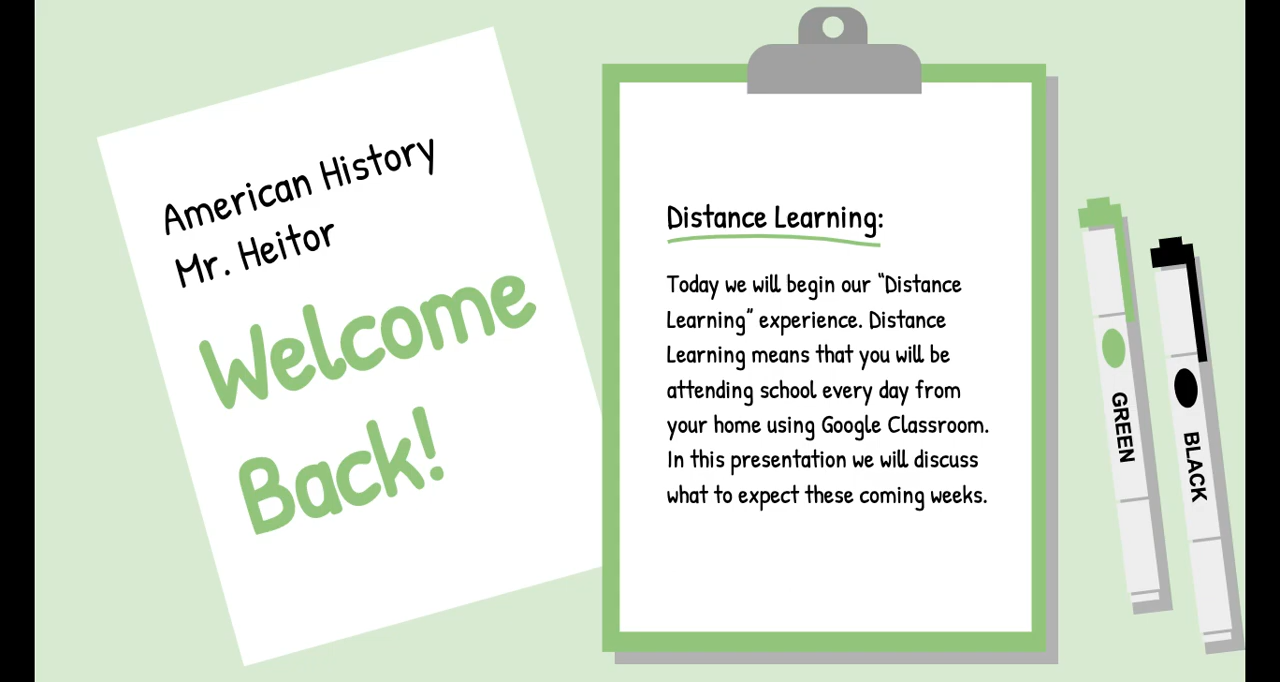 American History
Mr. Heitor
Welcome
Back!
Distance Learning:
Today we will begin our “Distance
Learning” experience. Distance
Learning means that you will be
attending school every day from
your home using Google Classroom.
In this presentation we will discuss
what to expect these coming weeks.
GREEN
BLACK